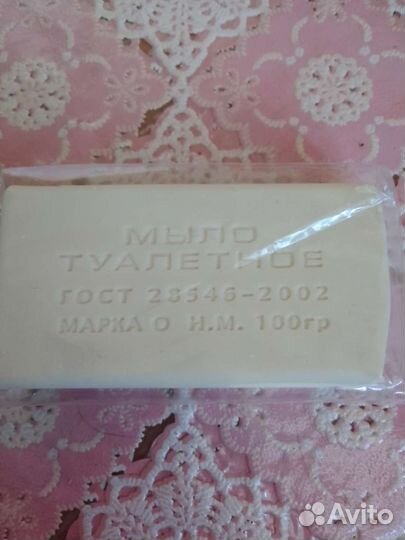 МЫЛО
ТУАЛЕТНОЕ
ГОСТ 28546-2002
МАРКА О Н.М. 100гр
Avito